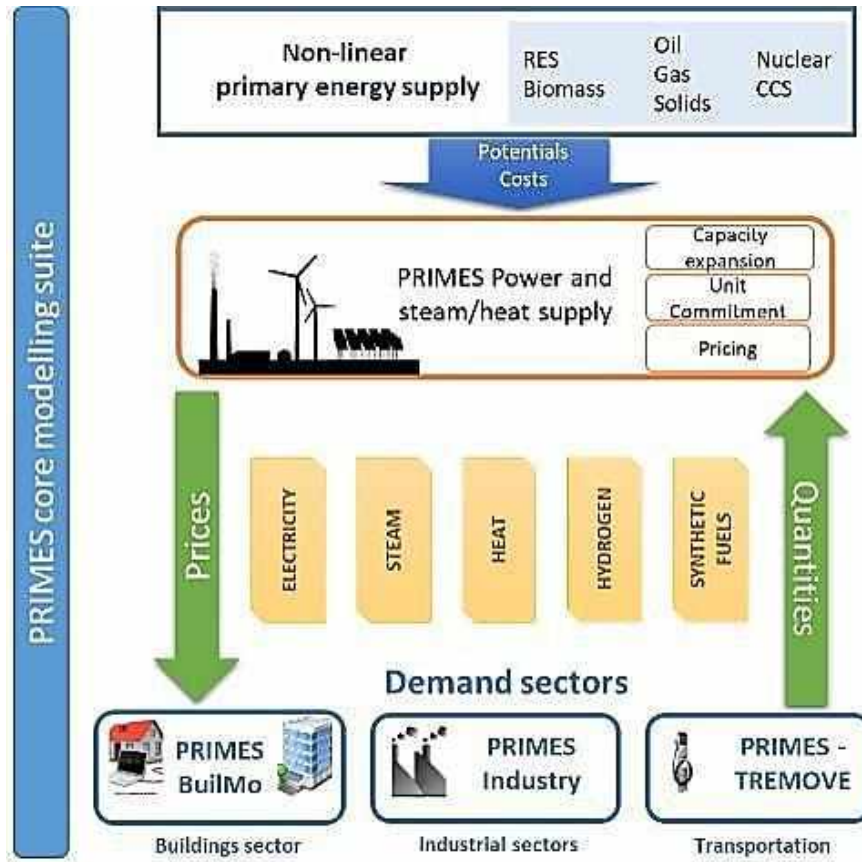 PRIMES core modelling suite
Non-linear
primary energy supply
RES
Biomass
Oil
Gas
Solids
Nuclear
CCS
Potentials
Costs
PRIMES Power and
steam/heat supply
Capacity
expansion
Unit
Commitment
Pricing
Prices
ELECTRICITY
STEAM
HEAT
HYDROGEN
SYNTHETIC
FUELS
Quantities
Demand sectors
PRIMES
BuilMo
PRIMES
Industry
PRIMES -
TREMOVE
Buildings sector
Industrial sectors
Transportation